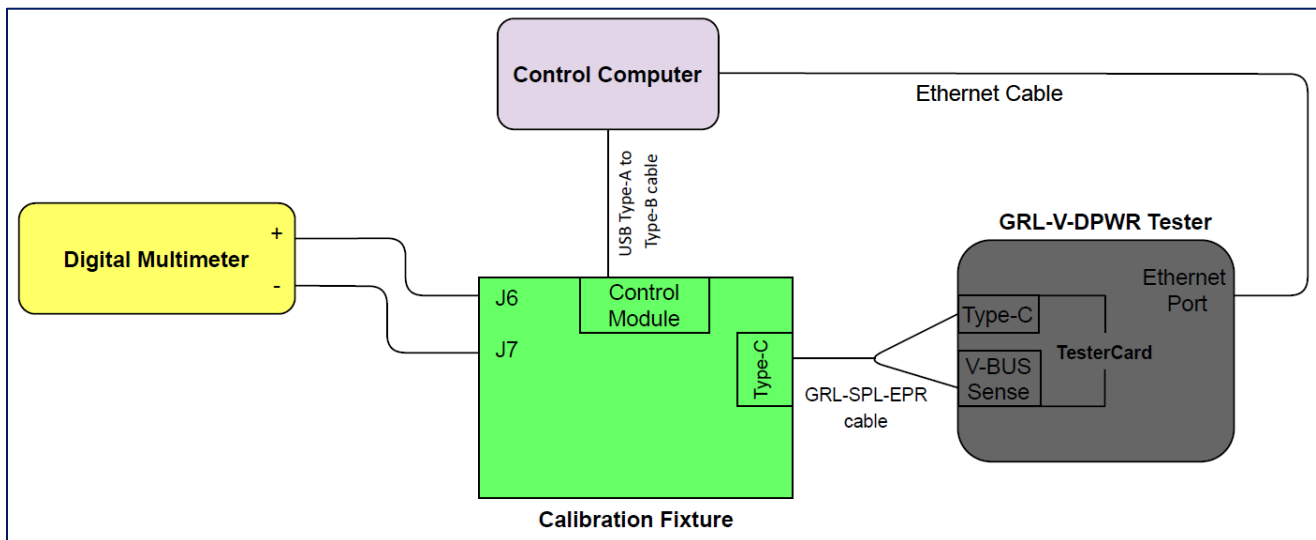 Control Computer
Ethernet Cable
USB Type-A to
Type-B cable
GRL-V-DPWR Tester
Digital Multimeter
+
-
J6
J7
Control
Module
Type-C
Ethernet
Port
Type-C
V-BUS
Sense
TesterCard
GRL-SPL-EPR
cable
Calibration Fixture